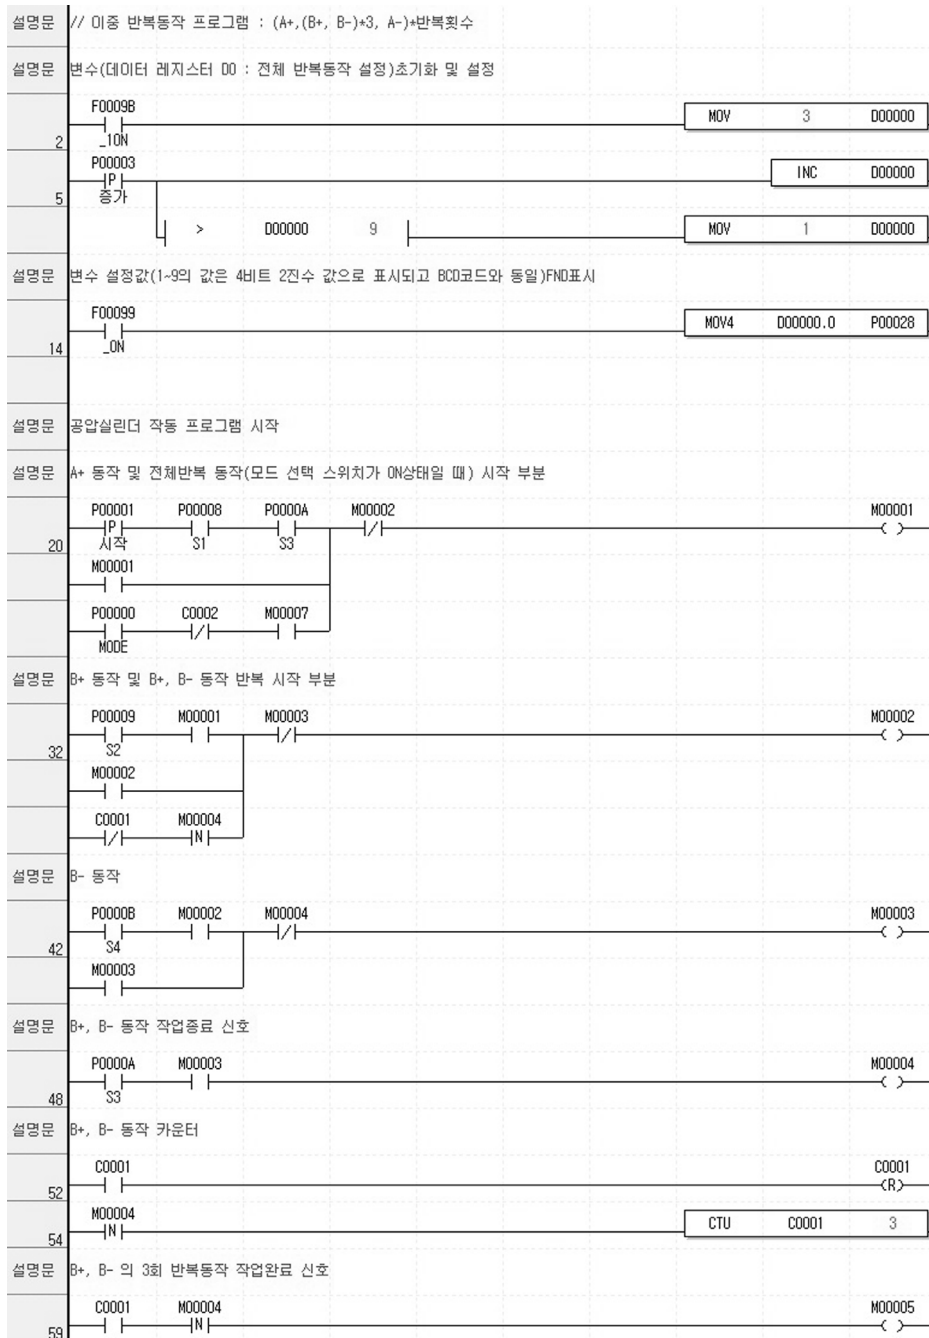 설명문 // 이중 반복동작 프로그램 : (A+,(B+, B-)*3, A-)*반복횟수
설명문 변수(데이터 레지스터 D0 : 전체 반복동작 설정)초기화 및 설정
F0009B
MOV 3 D00000
2 _1ON
P00003
P INC D00000
5 증가
> D00000 9 MOV 1 D00000
설명문 변수 설정값(1~9의 값은 4비트 2진수 값으로 표시되고 BCD코드와 동일)FND표시
F00099
MOV4 D00000.0 P00028
14 _ON
설명문 공압실린더 작동 프로그램 시작
설명문 A+ 동작 및 전체반복 동작(모드 선택 스위치가 ON상태일 때) 시작 부분
P00001 P00008 P0000A M00002 M00001
P
20 시작 S1 S3
M00001
P00000 C0002 M00007
MODE
설명문 B+ 동작 및 B+, B- 동작 반복 시작 부분
P00009 M00001 M00003 M00002
32 S2
M00002
C0001 M00004
N
설명문 B- 동작
P0000B M00002 M00004 M00003
42 S4
M00003
설명문 B+, B- 동작 작업종료 신호
P0000A M00003 M00004
48 S3
설명문 B+, B- 동작 카운터
C0001 C0001
52 R
M00004
54 N CTU C0001 3
설명문 B+, B- 의 3회 반복동작 작업완료 신호
C0001 M00004 M00005
59 N